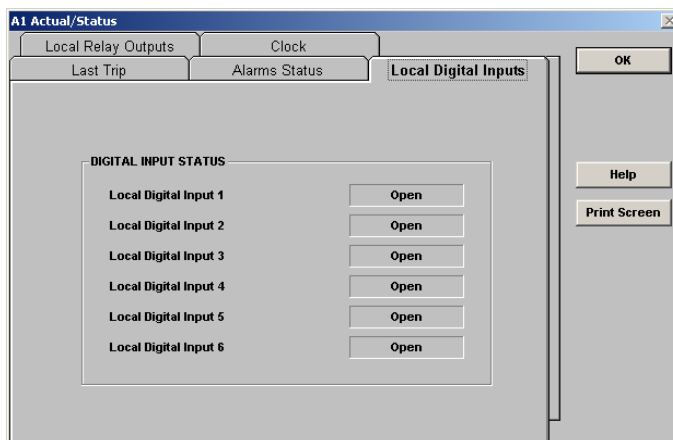 A1 Actual/Status
Local Relay Outputs Clock
Last Trip Alarms Status Local Digital Inputs
OK
DIGITAL INPUT STATUS
Local Digital Input 1 Open
Local Digital Input 2 Open
Local Digital Input 3 Open
Local Digital Input 4 Open
Local Digital Input 5 Open
Local Digital Input 6 Open
Help
Print Screen